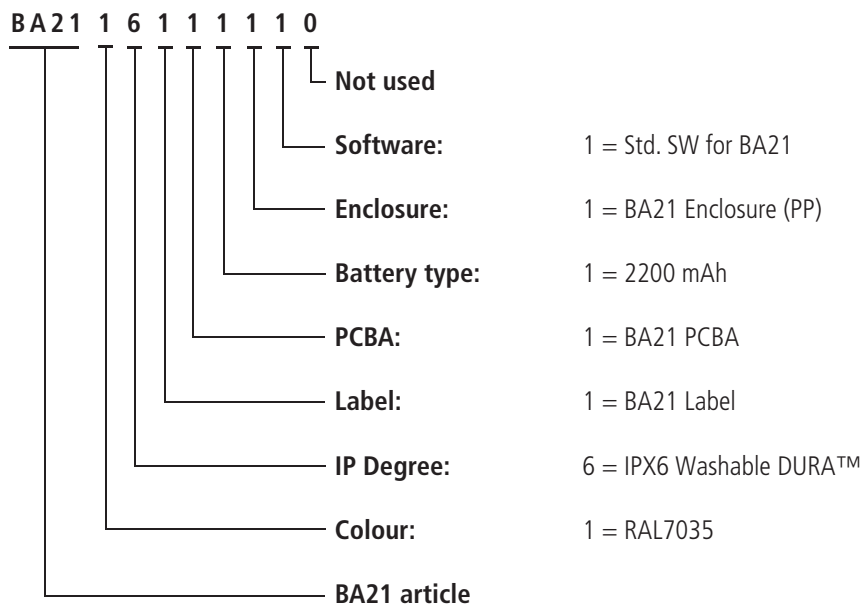 BA21 1 6 1 1 1 1 1 0
Not used
Software: 1 = Std. SW for BA21
Enclosure: 1 = BA21 Enclosure (PP)
Battery type: 1 = 2200 mAh
PCBA: 1 = BA21 PCBA
Label: 1 = BA21 Label
IP Degree: 6 = IPX6 Washable DURA™
Colour: 1 = RAL7035
BA21 article